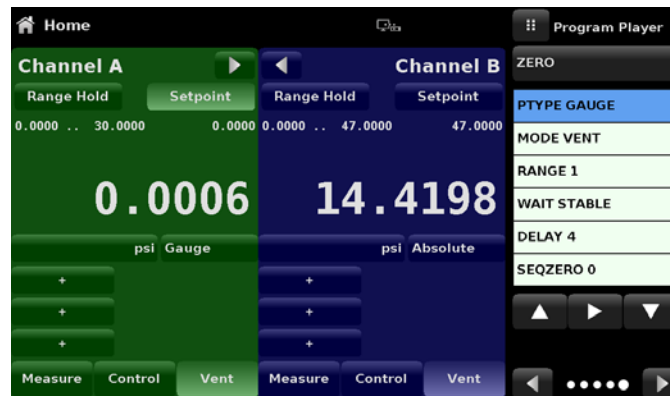 Home
Program Player
Channel A
Channel B
ZERO
Range Hold Setpoint Range Hold Setpoint
PTYPE GAUGE
0.0000 .. 30.0000 0.0000 0.0000 .. 47.0000 47.0000
MODE VENT
RANGE 1
0.0006 14.4198
WAIT STABLE
DELAY 4
psi Gauge psi Absolute
SEQZERO 0
+ +
+ +
+ +
Measure Control Vent Measure Control Vent